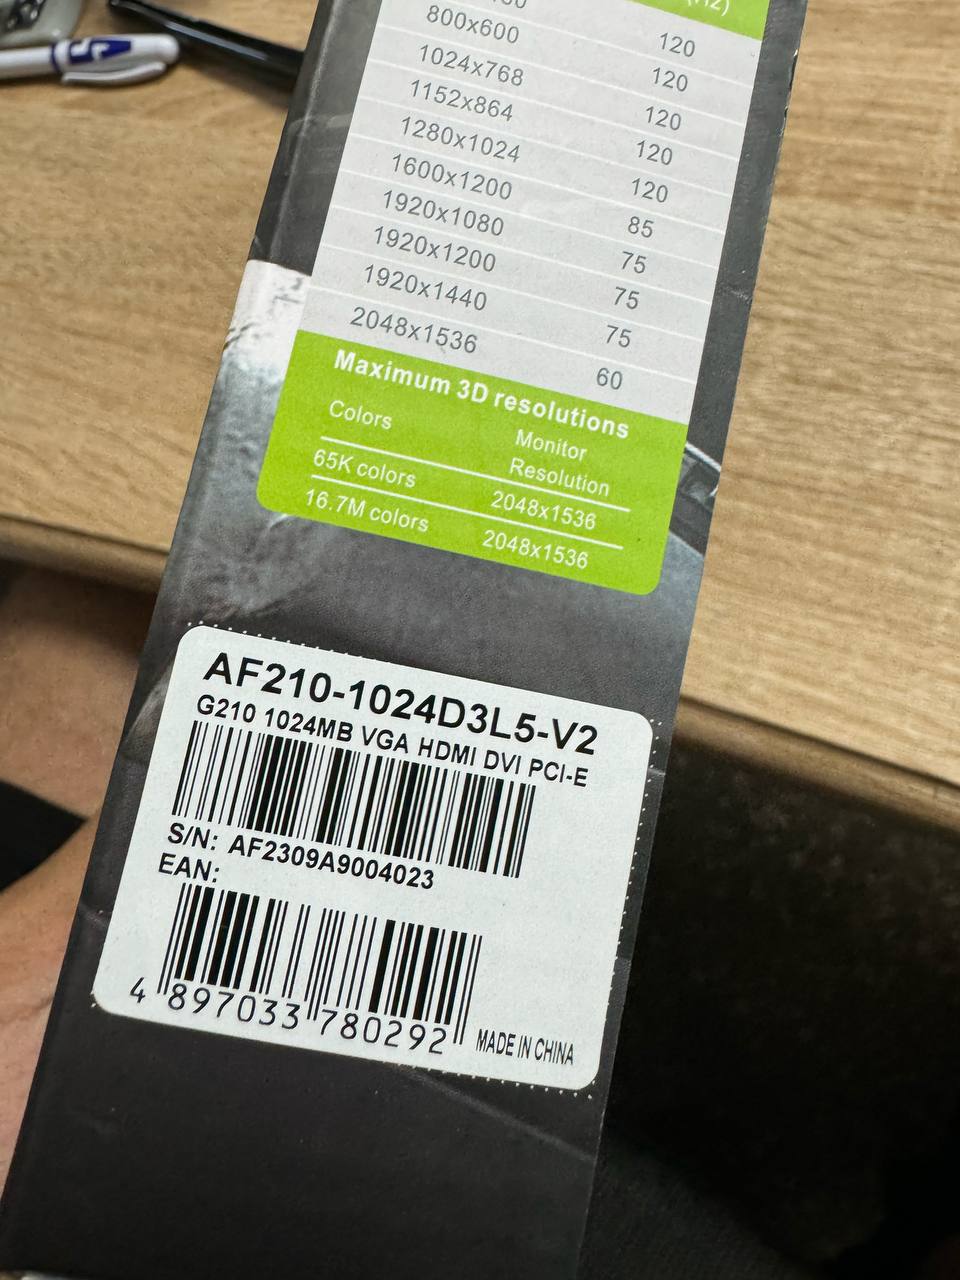 800x600 120
1024x768 120
1152x864 120
1280x1024 120
1600x1200 120
1920x1080 85
1920x1200 75
1920x1440 75
2048x1536 75
60
Maximum 3D resolutions
Colors Monitor Resolution
65K colors 2048x1536
16.7M colors 2048x1536
AF210-1024D3L5-V2
G210 1024MB VGA HDMI DVI PCI-E
S/N: AF2309A9004023
EAN:
4 897033 780292 MADE IN CHINA